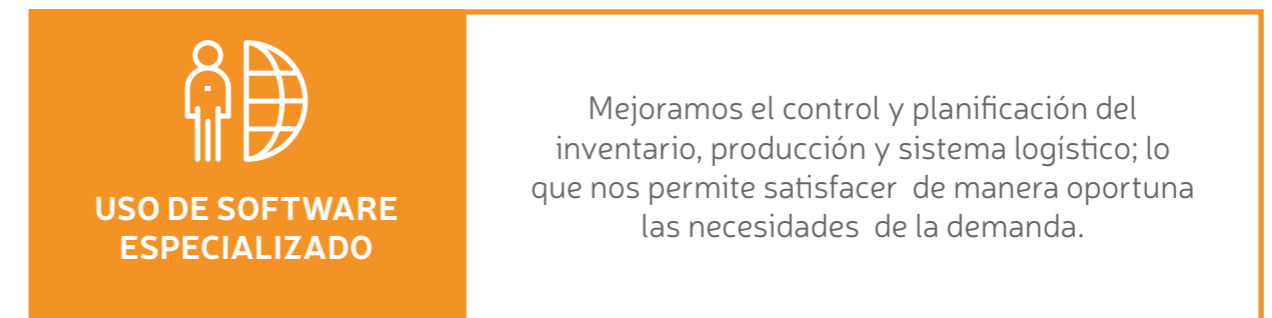 USO DE SOFTWARE
ESPECIALIZADO
Mejoramos el control y planificación del
inventario, producción y sistema logístico; lo
que nos permite satisfacer de manera oportuna
las necesidades de la demanda.